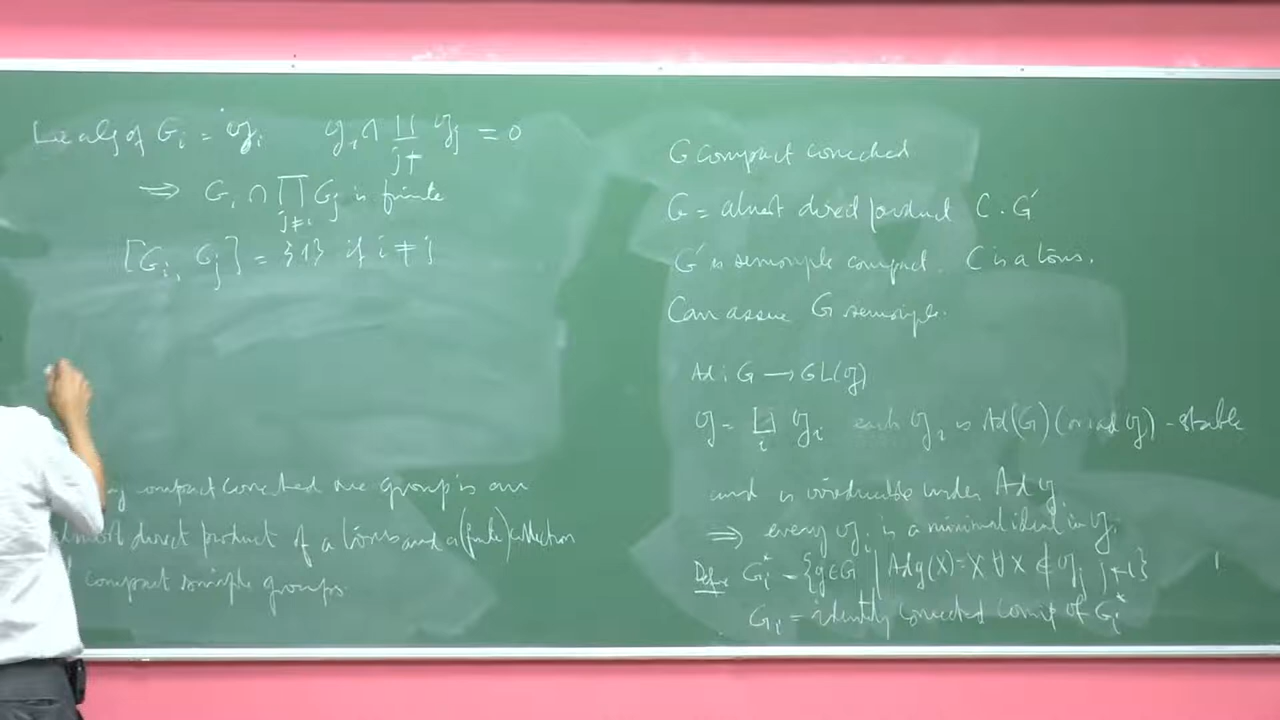 Lie alg of G_i = 𝔤_i    𝔤_i ∩ ∐_{j≠} 𝔤_j = 0
⇒ G_i ∩ ∏_{j≠i} G_j is finite
[G_i, G_j] = {1} if i ≠ j
compact connected Lie group is an
almost direct product of a torus and a (finite) collection
compact simple groups.
G compact connected
G = almost direct product C · G′
G′ is semisimple compact. C is a torus.
Can assume G semisimple.
Ad : G → GL(𝔤)
𝔤 = ∐_i 𝔤_i  each 𝔤_i is Ad(G) (or ad 𝔤) - stable
and is irreducible under Ad 𝔤.
⇒ every 𝔤_i is a minimal ideal in 𝔤.
Define G_i* = {g ∈ G | Ad g(X) = X ∀ X ∈ 𝔤_j j ≠ i}
G_i = identity connected comp of G_i*